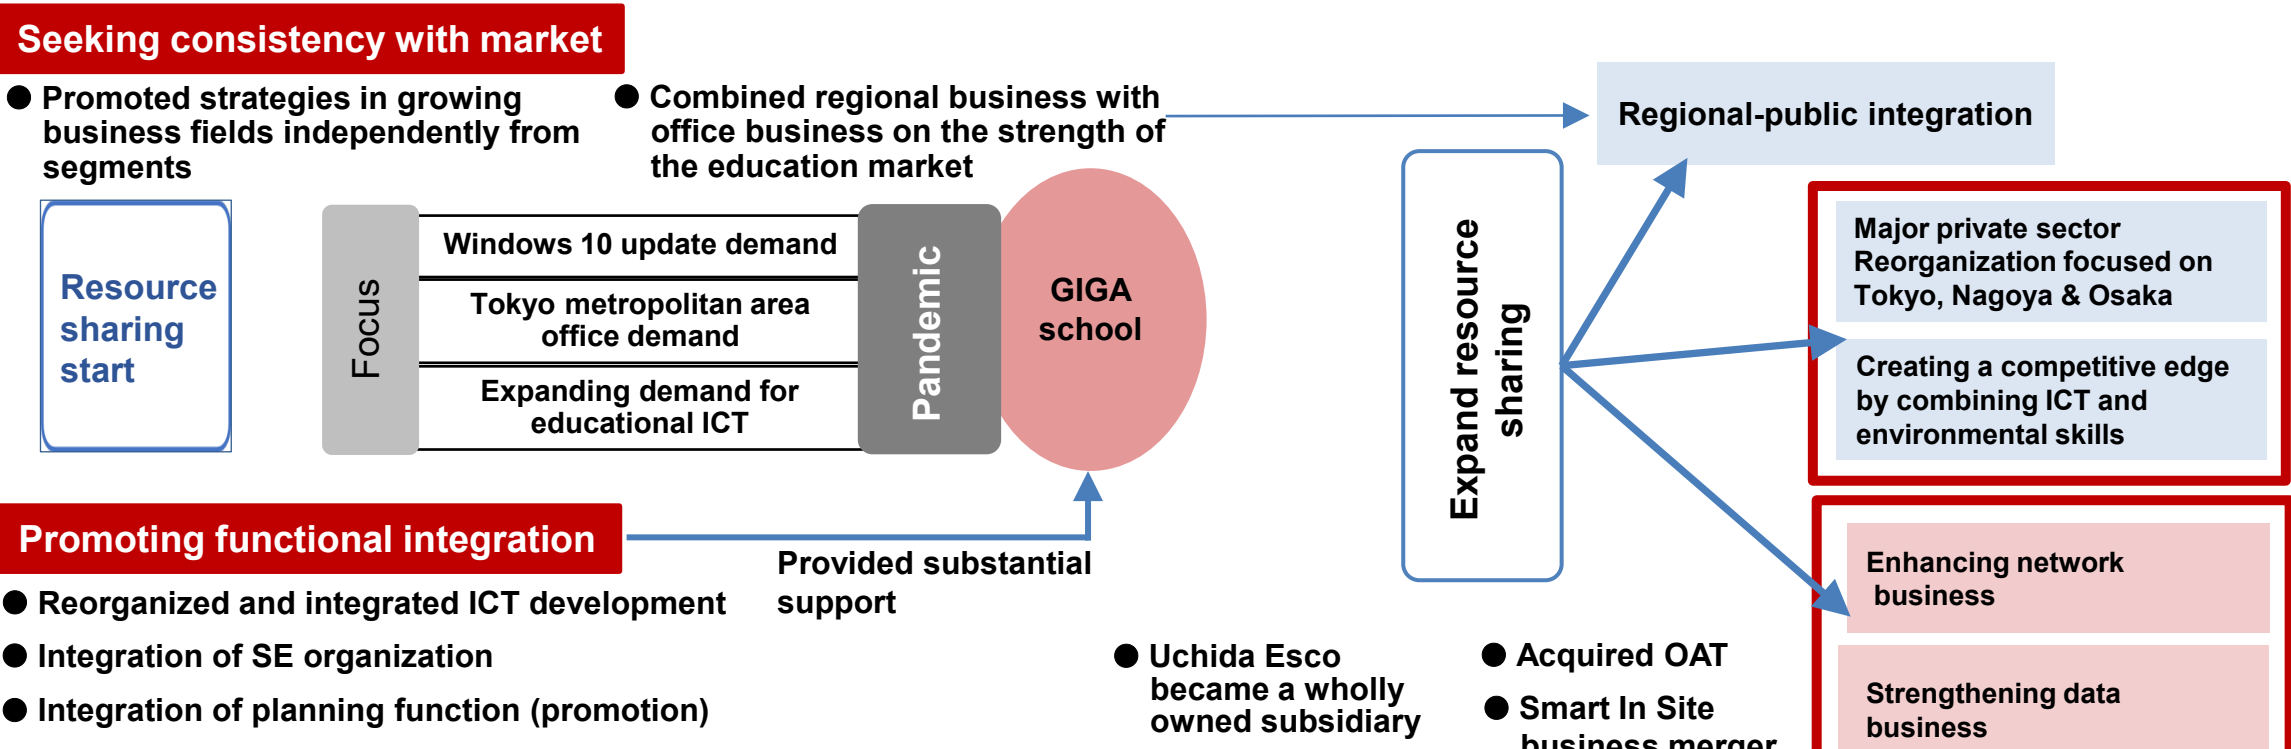 Seeking consistency with market
● Promoted strategies in growing
business fields independently from
segments
● Combined regional business with
office business on the strength of
the education market
Regional-public integration
Resource
sharing
start
Focus
Windows 10 update demand
Tokyo metropolitan area
office demand
Expanding demand for
educational ICT
Pandemic
GIGA
school
Expand resource
sharing
Major private sector
Reorganization focused on
Tokyo, Nagoya & Osaka
Creating a competitive edge
by combining ICT and
environmental skills
Promoting functional integration
Provided substantial
support
● Reorganized and integrated ICT development
● Integration of SE organization
● Integration of planning function (promotion)
● Uchida Esco
became a wholly
owned subsidiary
● Acquired OAT
● Smart In Site
business merger
Enhancing network
business
Strengthening data
business